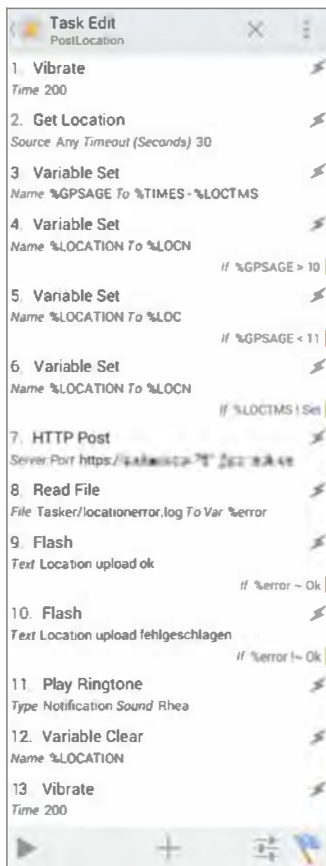 Task Edit
PostLocation
1. Vibrate
Time 200
2. Get Location
Source Any Timeout (Seconds) 30
3. Variable Set
Name %GPSAGE To %TIMES - %LOCTMS
4. Variable Set
Name %LOCATION To %LOCN
If %GPSAGE > 10
5. Variable Set
Name %LOCATION To %LOC
If %GPSAGE < 11
6. Variable Set
Name %LOCATION To %LOCN
If %LOCTMS ! Set
7. HTTP Post
Server:Port https:/
8. Read File
File Tasker/locationerror.log To Var %error
9. Flash
Text Location upload ok
If %error ~ Ok
10. Flash
Text Location upload fehlgeschlagen
If %error !~ Ok
11. Play Ringtone
Type Notification Sound Rhea
12. Variable Clear
Name %LOCATION
13. Vibrate
Time 200